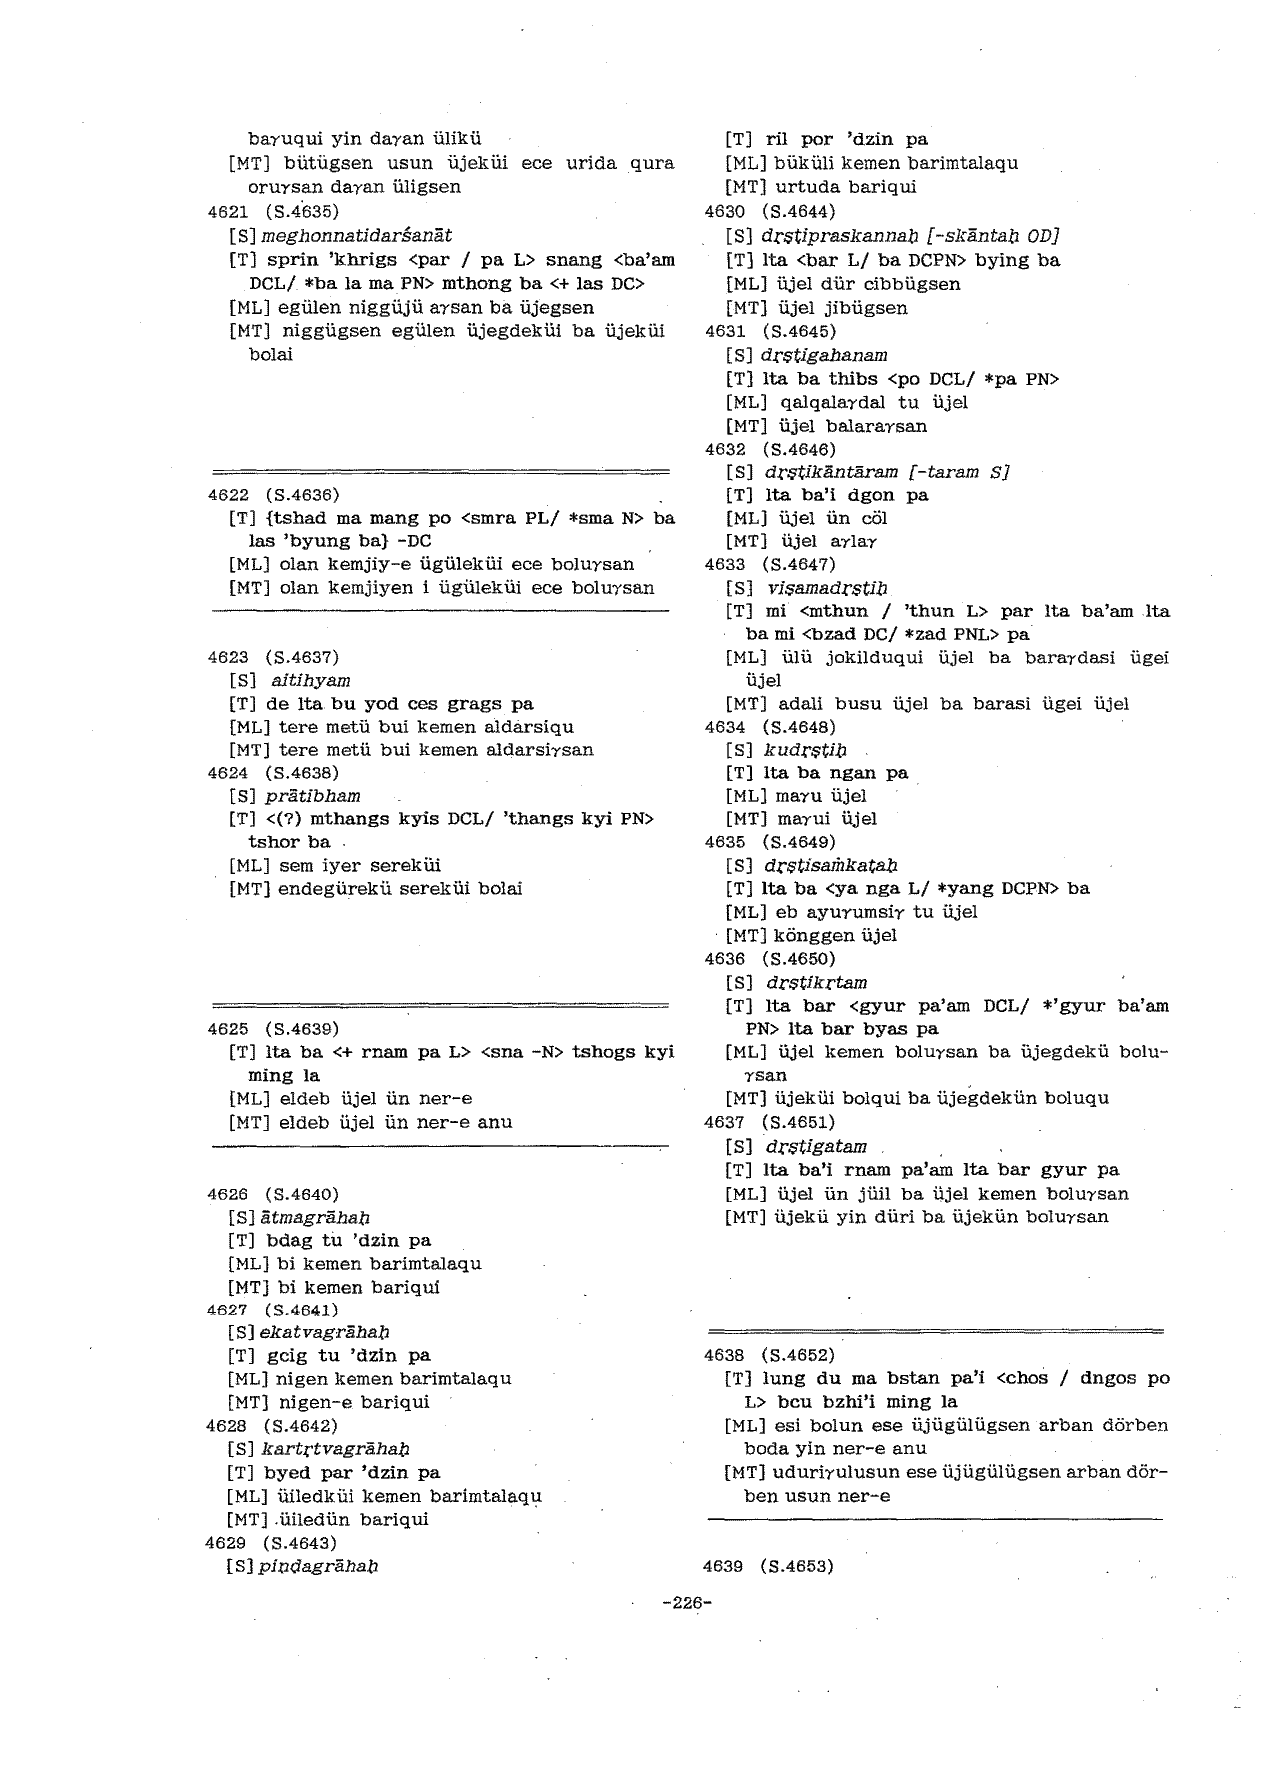 baγuqui yin daγan ülikü
[MT] bütügsen usun üjeküi ece urida qura
oruγsan daγan üligsen
4621 (S.4635)
[S] meghonnatidarśanāt
[T] sprin 'khrigs <par / pa L> snang <ba'am
DCL/ *ba la ma PN> mthong ba <+ las DC>
[ML] egülen niggüjü aγsan ba üjegsen
[MT] niggügsen egülen üjegdeküi ba üjeküi
bolai
4622 (S.4636)
[T] {tshad ma mang po <smra PL/ *sma N> ba
las 'byung ba} -DC
[ML] olan kemjiy-e ügüleküi ece boluγsan
[MT] olan kemjiyen i ügüleküi ece boluγsan
4623 (S.4637)
[S] aitihyam
[T] de lta bu yod ces grags pa
[ML] tere metü bui kemen aldarsiqu
[MT] tere metü bui kemen aldarsiγsan
4624 (S.4638)
[S] prātibham
[T] <(?) mthangs kyis DCL/ 'thangs kyi PN>
tshor ba
[ML] sem iyer sereküi
[MT] endegürekü sereküi bolai
4625 (S.4639)
[T] lta ba <+ rnam pa L> <sna -N> tshogs kyi
ming la
[ML] eldeb üjel ün ner-e
[MT] eldeb üjel ün ner-e anu
4626 (S.4640)
[S] ātmagrāhaḥ
[T] bdag tu 'dzin pa
[ML] bi kemen barimtalaqu
[MT] bi kemen bariqui
4627 (S.4641)
[S] ekatvagrāhaḥ
[T] gcig tu 'dzin pa
[ML] nigen kemen barimtalaqu
[MT] nigen-e bariqui
4628 (S.4642)
[S] kartṛtvagrāhaḥ
[T] byed par 'dzin pa
[ML] üiledküi kemen barimtalaqu
[MT] üiledün bariqui
4629 (S.4643)
[S] piṇḍagrāhaḥ
[T] ril por 'dzin pa
[ML] büküli kemen barimtalaqu
[MT] urtuda bariqui
4630 (S.4644)
[S] dṛṣṭipraskannaḥ [-skāntaḥ OD]
[T] lta <bar L/ ba DCPN> bying ba
[ML] üjel dür cibbügsen
[MT] üjel jibügsen
4631 (S.4645)
[S] dṛṣṭigahanam
[T] lta ba thibs <po DCL/ *pa PN>
[ML] qalqalaγdal tu üjel
[MT] üjel balaraγsan
4632 (S.4646)
[S] dṛṣṭikāntāram [-taram S]
[T] lta ba'i dgon pa
[ML] üjel ün cöl
[MT] üjel aγlaγ
4633 (S.4647)
[S] viṣamadṛṣṭiḥ
[T] mi <mthun / 'thun L> par lta ba'am lta
ba mi <bzad DC/ *zad PNL> pa
[ML] ülü jokilduqui üjel ba baraγdasi ügei
üjel
[MT] adali busu üjel ba barasi ügei üjel
4634 (S.4648)
[S] kudṛṣṭiḥ
[T] lta ba ngan pa
[ML] maγu üjel
[MT] maγui üjel
4635 (S.4649)
[S] dṛṣṭisaṁkaṭaḥ
[T] lta ba <ya nga L/ *yang DCPN> ba
[ML] eb ayuγumsiγ tu üjel
[MT] könggen üjel
4636 (S.4650)
[S] dṛṣṭikṛtam
[T] lta bar <gyur pa'am DCL/ *'gyur ba'am
PN> lta bar byas pa
[ML] üjel kemen boluγsan ba üjegdekü bolu-
γsan
[MT] üjeküi bolqui ba üjegdekün boluqu
4637 (S.4651)
[S] dṛṣṭigatam
[T] lta ba'i rnam pa'am lta bar gyur pa
[ML] üjel ün jüil ba üjel kemen boluγsan
[MT] üjekü yin düri ba üjekün boluγsan
4638 (S.4652)
[T] lung du ma bstan pa'i <chos / dngos po
L> bcu bzhi'i ming la
[ML] esi bolun ese üjügülügsen arban dörben
boda yin ner-e anu
[MT] uduriγulusun ese üjügülügsen arban dör-
ben usun ner-e
4639 (S.4653)
-226-